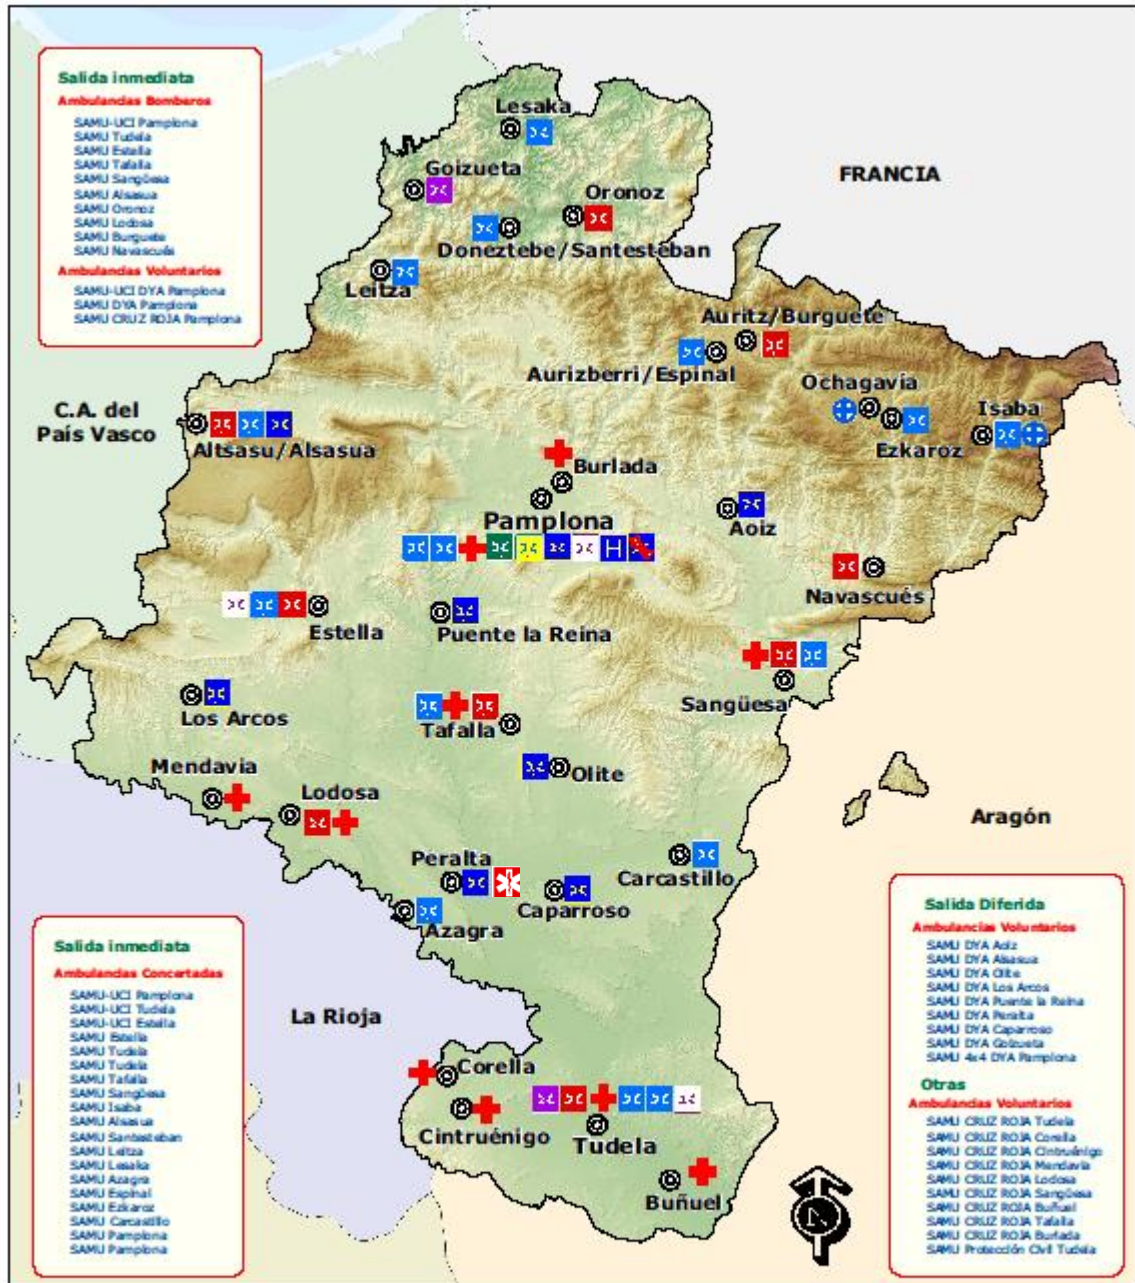 Salida inmediata
Ambulancias Bomberos
SAMU-UCI Pamplona
SAMU Tudela
SAMU Estella
SAMU Tafalla
SAMU Sangüesa
SAMU Alsasua
SAMU Oronoz
SAMU Lodosa
SAMU Burguete
SAMU Navascués
Ambulancias Voluntarios
SAMU-UCI DYA Pamplona
SAMU DYA Pamplona
SAMU CRUZ ROJA Pamplona
Lesaka
Goizueta
Oronoz
Doneztebe/Santesteban
Leitza
FRANCIA
Auritz/Burguete
Aurizberri/Espinal
Ochagavía
Isaba
Ezkaroz
C.A. del
País Vasco
Altsasu/Alsasua
Burlada
Pamplona
Aoiz
H
Navascués
Estella
Puente la Reina
Sangüesa
Los Arcos
Tafalla
Olite
Mendavia
Lodosa
Aragón
Peralta
Carcastillo
Caparroso
Azagra
La Rioja
Corella
Cintruénigo
Tudela
Buñuel
N
Salida inmediata
Ambulancias Concertadas
SAMU-UCI Pamplona
SAMU-UCI Tudela
SAMU-UCI Estella
SAMU Estella
SAMU Tudela
SAMU Tudela
SAMU Tafalla
SAMU Sangüesa
SAMU Isaba
SAMU Alsasua
SAMU Santesteban
SAMU Leitza
SAMU Lesaka
SAMU Azagra
SAMU Espinal
SAMU Ezkaroz
SAMU Carcastillo
SAMU Pamplona
SAMU Pamplona
Salida Diferida
Ambulancias Voluntarios
SAMU DYA Aoiz
SAMU DYA Alsasua
SAMU DYA Olite
SAMU DYA Los Arcos
SAMU DYA Puente la Reina
SAMU DYA Peralta
SAMU DYA Caparroso
SAMU DYA Goizueta
SAMU 4x4 DYA Pamplona
Otras
Ambulancias Voluntarios
SAMU CRUZ ROJA Tudela
SAMU CRUZ ROJA Corella
SAMU CRUZ ROJA Cintruénigo
SAMU CRUZ ROJA Mendavia
SAMU CRUZ ROJA Lodosa
SAMU CRUZ ROJA Sangüesa
SAMU CRUZ ROJA Buñuel
SAMU CRUZ ROJA Tafalla
SAMU CRUZ ROJA Burlada
SAMU Protección Civil Tudela